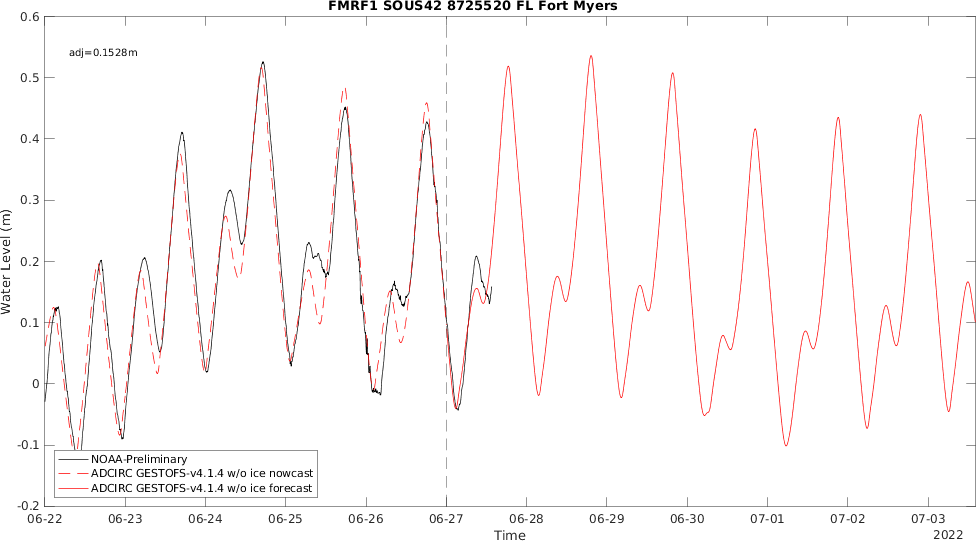 FMRF1 SOUS42 8725520 FL Fort Myers
0.6
adj=0.1528m
0.5
0.4
0.3
0.2
0.1
0
-0.1
-0.2
Water Level (m)
NOAA-Preliminary
ADCIRC GESTOFS-v4.1.4 w/o ice nowcast
ADCIRC GESTOFS-v4.1.4 w/o ice forecast
06-22 06-23 06-24 06-25 06-26 06-27 06-28 06-29 06-30 07-01 07-02 07-03
Time
2022